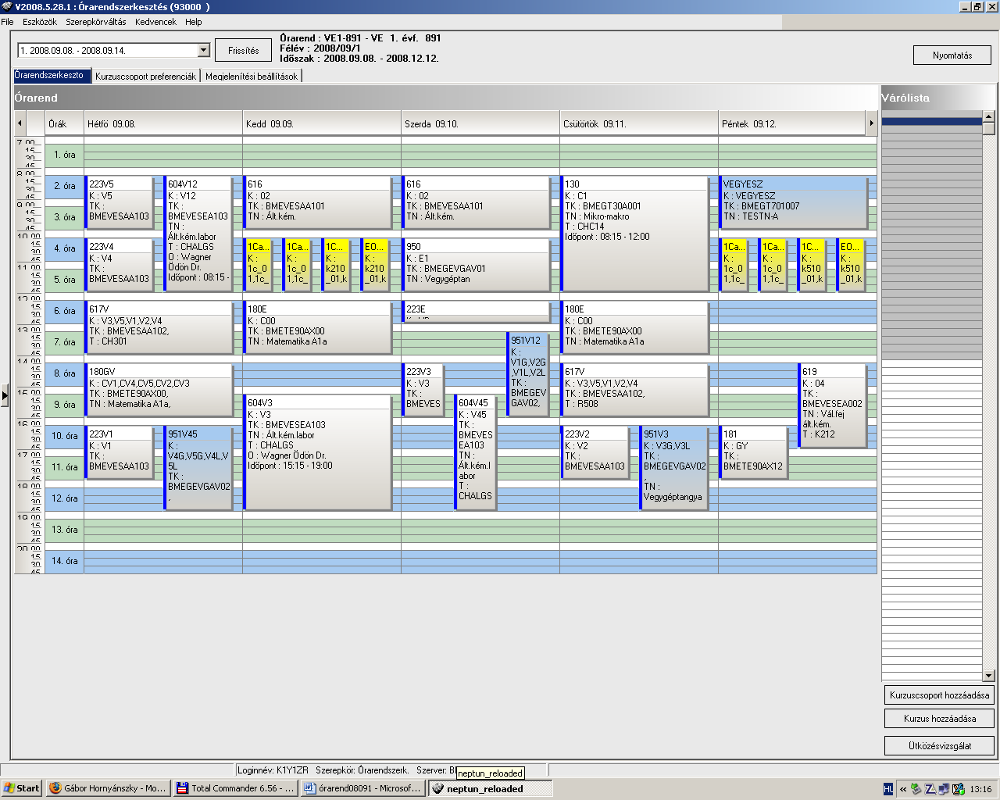 V2008.5.28.1 : Órarendszerkesztés (93000 )
File Eszközök Szerepkörváltás Kedvencek Help
1. 2008.09.08. - 2008.09.14.
Frissítés
Órarend : VE1-891 - VE 1. évf. 891
Félév : 2008/09/1
Időszak : 2008.09.08. - 2008.12.12.
Nyomtatás
Órarendszerkeszto Kurzuscsoport preferenciák Megjelenítési beállítások
Órarend
Várólista
Órák Hétfő 09.08. Kedd 09.09. Szerda 09.10. Csütörtök 09.11. Péntek 09.12.
1. óra
2. óra
3. óra
4. óra
5. óra
6. óra
7. óra
8. óra
9. óra
10. óra
11. óra
12. óra
13. óra
14. óra
223V5
K : V5
TK :
BMEVESAA103
604V12
K : V12
TK :
BMEVESEA103
TN :
Ált.kém.labor
T : CHALGS
O : Wagner
Ödön Dr.
Időpont : 08:15 -
223V4
K : V4
TK :
BMEVESAA103
617V
K : V3,V5,V1,V2,V4
TK : BMEVESAA102,
T : CH301
180GV
K : CV1,CV4,CV5,CV2,CV3
TK : BMETE90AX00,
TN : Matematika A1a,
223V1
K : V1
TK :
BMEVESAA103
951V45
K :
V4G,V5G,V4L,V
5L
TK :
BMEGEVGAV02
,
616
K : 02
TK : BMEVESAA101
TN : Ált.kém.
1Ca...
K :
1c_0
1,1c_
1Ca...
K :
1c_0
1,1c_
1C...
K :
k210
_01,k
EO...
K :
k210
_01,k
180E
K : C00
TK : BMETE90AX00
TN : Matematika A1a
604V3
K : V3
TK : BMEVESEA103
TN : Ált.kém.labor
T : CHALGS
O : Wagner Ödön Dr.
Időpont : 15:15 - 19:00
616
K : 02
TK : BMEVESAA101
TN : Ált.kém.
950
K : E1
TK : BMEGEVGAV01
TN : Vegygéptan
223E
951V12
K :
V1G,V2G
,V1L,V2L
TK :
BMEGEV
GAV02,
223V3
K : V3
TK :
BMEVES
604V45
K : V45
TK :
BMEVES
EA103
TN :
Ált.kém.l
abor
T :
CHALGS
130
K : C1
TK : BMEGT30A001
TN : Mikro-makro
T : CHC14
Időpont : 08:15 - 12:00
180E
K : C00
TK : BMETE90AX00
TN : Matematika A1a
617V
K : V3,V5,V1,V2,V4
TK : BMEVESAA102,
T : R508
223V2
K : V2
TK :
BMEVESAA103
951V3
K : V3G,V3L
TK :
BMEGEVGAV02
,
TN :
Vegygéptangya
VEGYESZ
K : VEGYESZ
TK : BMEGT701007
TN : TESTN-A
1Ca...
K :
1c_0
1,1c_
1Ca...
K :
1c_0
1,1c_
1C...
K :
k510
_01,k
EO...
K :
k510
_01,k
619
K : 04
TK :
BMEVESEA002
TN : Vál.fej
ált.kém.
T : K212
181
K : GY
TK :
BMETE90AX12
Kurzuscsoport hozzáadása
Kurzus hozzáadása
Ütközésvizsgálat
Loginnév: K1Y1ZR Szerepkör: Órarendszerk. Szerver:
neptun_reloaded
Start Gábor Hornyánszky - Mo... Total Commander 6.56 - ... órarend08091 - Microsof... neptun_reloaded HU « 13:16